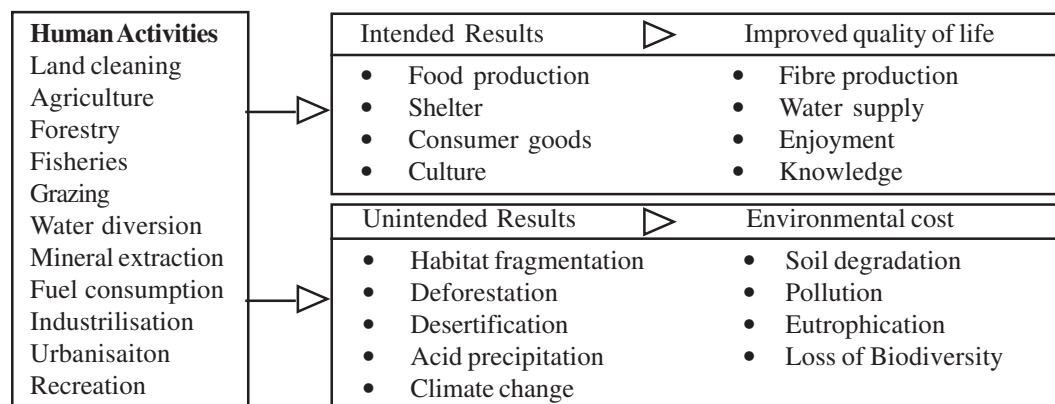 Human Activities
Land cleaning
Agriculture
Forestry
Fisheries
Grazing
Water diversion
Mineral extraction
Fuel consumption
Industrilisation
Urbanisaiton
Recreation
Intended Results Improved quality of life
• Food production • Fibre production
• Shelter • Water supply
• Consumer goods • Enjoyment
• Culture • Knowledge
Unintended Results Environmental cost
• Habitat fragmentation • Soil degradation
• Deforestation • Pollution
• Desertification • Eutrophication
• Acid precipitation • Loss of Biodiversity
• Climate change